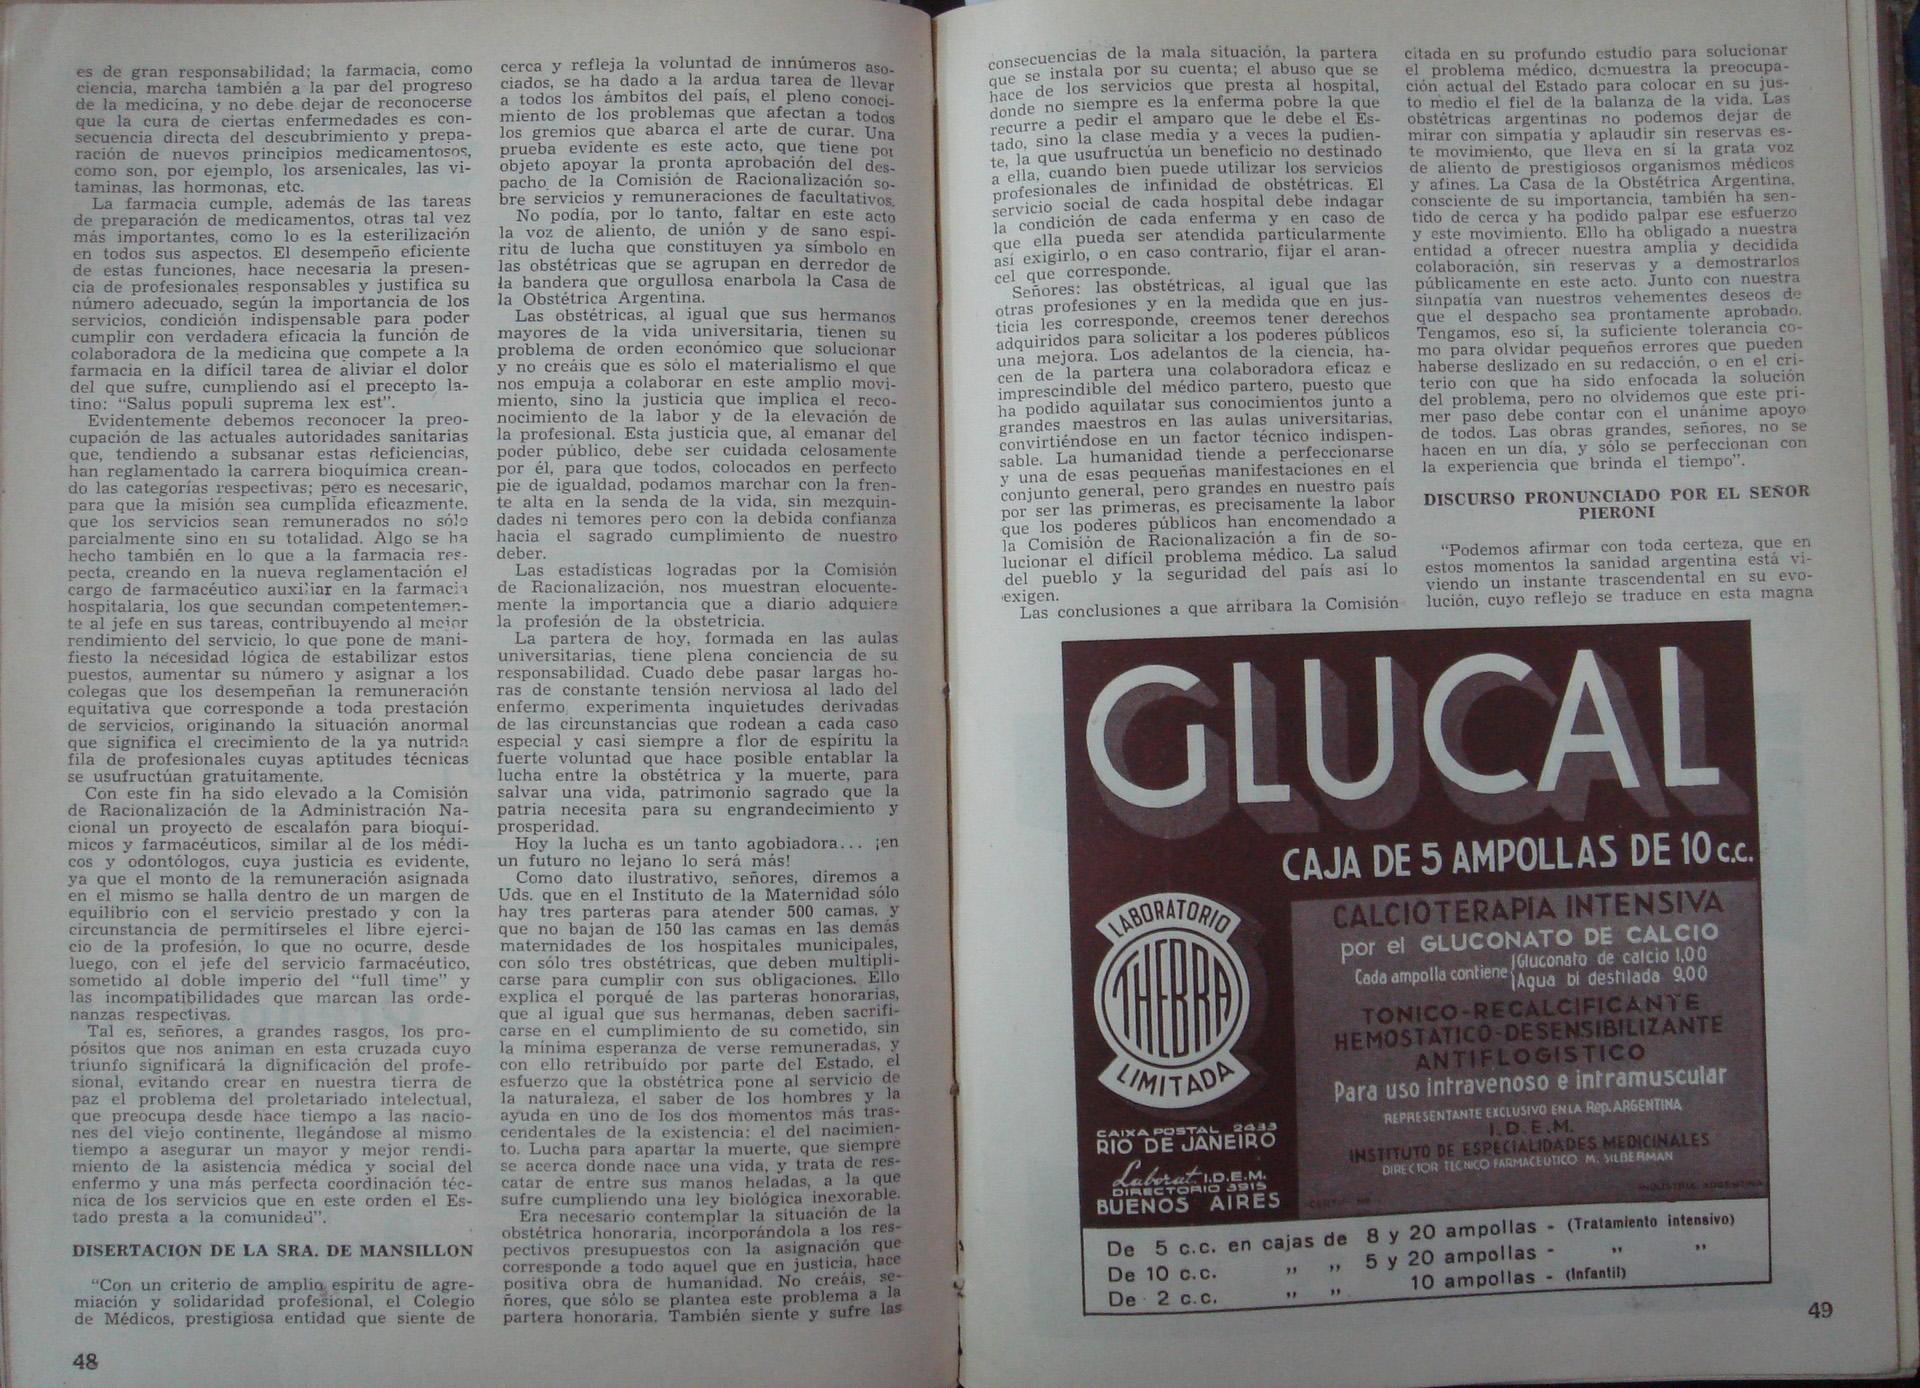 es de gran responsabilidad; la farmacia, como
ciencia, marcha también a la par del progreso
de la medicina, y no debe dejar de reconocerse
que la cura de ciertas enfermedades es con-
secuencia directa del descubrimiento y prepa-
ración de nuevos principios medicamentosos,
como son, por ejemplo, los arsenicales, las vi-
taminas, las hormonas, etc.
La farmacia cumple, además de las tareas
de preparación de medicamentos, otras tal vez
más importantes, como lo es la esterilización
en todos sus aspectos. El desempeño eficiente
de estas funciones, hace necesaria la presen-
cia de profesionales responsables y justifica su
número adecuado, según la importancia de los
servicios, condición indispensable para poder
cumplir con verdadera eficacia la función de
colaboradora de la medicina que compete a la
farmacia en la difícil tarea de aliviar el dolor
del que sufre, cumpliendo así el precepto la-
tino: “Salus populi suprema lex est”.
Evidentemente debemos reconocer la preo-
cupación de las actuales autoridades sanitarias
que, tendiendo a subsanar estas deficiencias,
han reglamentado la carrera bioquímica crean-
do las categorías respectivas; pero es necesario,
para que la misión sea cumplida eficazmente,
que los servicios sean remunerados no sólo
parcialmente sino en su totalidad. Algo se ha
hecho también en lo que a la farmacia res-
pecta, creando en la nueva reglamentación el
cargo de farmacéutico auxiliar en la farmacia
hospitalaria, los que secundan competentemen-
te al jefe en sus tareas, contribuyendo al mejor
rendimiento del servicio, lo que pone de mani-
fiesto la necesidad lógica de estabilizar estos
puestos, aumentar su número y asignar a los
colegas que los desempeñan la remuneración
equitativa que corresponde a toda prestación
de servicios, originando la situación anormal
que significa el crecimiento de la ya nutrida
fila de profesionales cuyas aptitudes técnicas
se usufructúan gratuitamente.
Con este fin ha sido elevado a la Comisión
de Racionalización de la Administración Na-
cional un proyecto de escalafón para bioquí-
micos y farmacéuticos, similar al de los médi-
cos y odontólogos, cuya justicia es evidente,
ya que el monto de la remuneración asignada
en el mismo se halla dentro de un margen de
equilibrio con el servicio prestado y con la
circunstancia de permitírseles el libre ejerci-
cio de la profesión, lo que no ocurre, desde
luego, con el jefe del servicio farmacéutico,
sometido al doble imperio del “full time” y
las incompatibilidades que marcan las orde-
nanzas respectivas.
Tal es, señores, a grandes rasgos, los pro-
pósitos que nos animan en esta cruzada cuyo
triunfo significará la dignificación del profe-
sional, evitando crear en nuestra tierra de
paz el problema del proletariado intelectual,
que preocupa desde hace tiempo a las nacio-
nes del viejo continente, llegándose al mismo
tiempo a asegurar un mayor y mejor rendi-
miento de la asistencia médica y social del
enfermo y una más perfecta coordinación téc-
nica de los servicios que en este orden el Es-
tado presta a la comunidad”.
DISERTACION DE LA SRA. DE MANSILLON
“Con un criterio de amplio espíritu de agre-
miación y solidaridad profesional, el Colegio
de Médicos, prestigiosa entidad que siente de
48
cerca y refleja la voluntad de innúmeros aso-
ciados, se ha dado a la ardua tarea de llevar
a todos los ámbitos del país, el pleno conoci-
miento de los problemas que afectan a todos
los gremios que abarca el arte de curar. Una
prueba evidente es este acto, que tiene por
objeto apoyar la pronta aprobación del des-
pacho de la Comisión de Racionalización so-
bre servicios y remuneraciones de facultativos.
No podía, por lo tanto, faltar en este acto
la voz de aliento, de unión y de sano espí-
ritu de lucha que constituyen ya símbolo en
las obstétricas que se agrupan en derredor de
la bandera que orgullosa enarbola la Casa de
la Obstétrica Argentina.
Las obstétricas, al igual que sus hermanos
mayores de la vida universitaria, tienen su
problema de orden económico que solucionar
y no creáis que es sólo el materialismo el que
nos empuja a colaborar en este amplio movi-
miento, sino la justicia que implica el reco-
nocimiento de la labor y de la elevación de
la profesional. Esta justicia que, al emanar del
poder público, debe ser cuidada celosamente
por él, para que todos, colocados en perfecto
pie de igualdad, podamos marchar con la fren-
te alta en la senda de la vida, sin mezquin-
dades ni temores pero con la debida confianza
hacia el sagrado cumplimiento de nuestro
deber.
Las estadísticas logradas por la Comisión
de Racionalización, nos muestran elocuente-
mente la importancia que a diario adquiere
la profesión de la obstetricia.
La partera de hoy, formada en las aulas
universitarias, tiene plena conciencia de su
responsabilidad. Cuado debe pasar largas ho-
ras de constante tensión nerviosa al lado del
enfermo, experimenta inquietudes derivadas
de las circunstancias que rodean a cada caso
especial y casi siempre a flor de espíritu la
fuerte voluntad que hace posible entablar la
lucha entre la obstétrica y la muerte, para
salvar una vida, patrimonio sagrado que la
patria necesita para su engrandecimiento y
prosperidad.
Hoy la lucha es un tanto agobiadora... ¡en
un futuro no lejano lo será más!
Como dato ilustrativo, señores, diremos a
Uds. que en el Instituto de la Maternidad sólo
hay tres parteras para atender 500 camas, y
que no bajan de 150 las camas en las demás
maternidades de los hospitales municipales,
con sólo tres obstétricas, que deben multipli-
carse para cumplir con sus obligaciones. Ello
explica el porqué de las parteras honorarias,
que al igual que sus hermanas, deben sacrifi-
carse en el cumplimiento de su cometido, sin
la mínima esperanza de verse remuneradas, y
con ello retribuído por parte del Estado, el
esfuerzo que la obstétrica pone al servicio de
la naturaleza, el saber de los hombres y la
ayuda en uno de los dos momentos más tras-
cendentales de la existencia: el del nacimien-
to. Lucha para apartar la muerte, que siempre
se acerca donde nace una vida, y trata de res-
catar de entre sus manos heladas, a la que
sufre cumpliendo una ley biológica inexorable.
Era necesario contemplar la situación de la
obstétrica honoraria, incorporándola a los res-
pectivos presupuestos con la asignación que
corresponde a todo aquel que en justicia, hace
positiva obra de humanidad. No creáis, se-
ñores, que sólo se plantea este problema a la
partera honoraria. También siente y sufre las
consecuencias de la mala situación, la partera
que se instala por su cuenta; el abuso que se
hace de los servicios que presta al hospital,
donde no siempre es la enferma pobre la que
recurre a pedir el amparo que le debe el Es-
tado, sino la clase media y a veces la pudien-
te, la que usufructúa un beneficio no destinado
a ella, cuando bien puede utilizar los servicios
profesionales de infinidad de obstétricas. El
servicio social de cada hospital debe indagar
la condición de cada enferma y en caso de
que ella pueda ser atendida particularmente
así exigirlo, o en caso contrario, fijar el aran-
cel que corresponde.
Señores: las obstétricas, al igual que las
otras profesiones y en la medida que en jus-
ticia les corresponde, creemos tener derechos
adquiridos para solicitar a los poderes públicos
una mejora. Los adelantos de la ciencia, ha-
cen de la partera una colaboradora eficaz e
imprescindible del médico partero, puesto que
ha podido aquilatar sus conocimientos junto a
grandes maestros en las aulas universitarias,
convirtiéndose en un factor técnico indispen-
sable. La humanidad tiende a perfeccionarse
y una de esas pequeñas manifestaciones en el
conjunto general, pero grandes en nuestro país
por ser las primeras, es precisamente la labor
que los poderes públicos han encomendado a
la Comisión de Racionalización a fin de so-
lucionar el difícil problema médico. La salud
del pueblo y la seguridad del país así lo
exigen.
Las conclusiones a que arribara la Comisión
citada en su profundo estudio para solucionar
el problema médico, demuestra la preocupa-
ción actual del Estado para colocar en su jus-
to medio el fiel de la balanza de la vida. Las
obstétricas argentinas no podemos dejar de
mirar con simpatía y aplaudir sin reservas es-
te movimiento, que lleva en sí la grata voz
de aliento de prestigiosos organismos médicos
y afines. La Casa de la Obstétrica Argentina,
consciente de su importancia, también ha sen-
tido de cerca y ha podido palpar ese esfuerzo
y este movimiento. Ello ha obligado a nuestra
entidad a ofrecer nuestra amplia y decidida
colaboración, sin reservas y a demostrarlos
públicamente en este acto. Junto con nuestra
simpatía van nuestros vehementes deseos de
que el despacho sea prontamente aprobado.
Tengamos, eso sí, la suficiente tolerancia co-
mo para olvidar pequeños errores que pueden
haberse deslizado en su redacción, o en el cri-
terio con que ha sido enfocada la solución
del problema, pero no olvidemos que este pri-
mer paso debe contar con el unánime apoyo
de todos. Las obras grandes, señores, no se
hacen en un día, y sólo se perfeccionan con
la experiencia que brinda el tiempo”.
DISCURSO PRONUNCIADO POR EL SEÑOR
PIERONI
“Podemos afirmar con toda certeza, que en
estos momentos la sanidad argentina está vi-
viendo un instante trascendental en su evo-
lución, cuyo reflejo se traduce en esta magna
GLUCAL
CAJA DE 5 AMPOLLAS DE 10 c.c.
LABORATORIO
THEBRA
LIMITADA
CAIXA POSTAL 2433
RIO DE JANEIRO
Laborat. I.D.E.M.
DIRECTORIO 3915
BUENOS AIRES
CALCIOTERAPIA INTENSIVA
por el GLUCONATO DE CALCIO
Cada ampolla contiene Gluconato de calcio 1,00
Agua bi destilada 9,00
TONICO-RECALCIFICANTE
HEMOSTATICO-DESENSIBILIZANTE
ANTIFLOGISTICO
Para uso intravenoso e intramuscular
REPRESENTANTE EXCLUSIVO EN LA Rep. ARGENTINA
I.D.E.M.
INSTITUTO DE ESPECIALIDADES MEDICINALES
DIRECTOR TECNICO FARMACEUTICO M. SILBERMAN
INDUSTRIA ARGENTINA
De 5 c.c. en cajas de 8 y 20 ampollas - (Tratamiento intensivo)
De 10 c.c. ” ” 5 y 20 ampollas - ” ”
De 2 c.c. ” ” 10 ampollas - (Infantil)
49